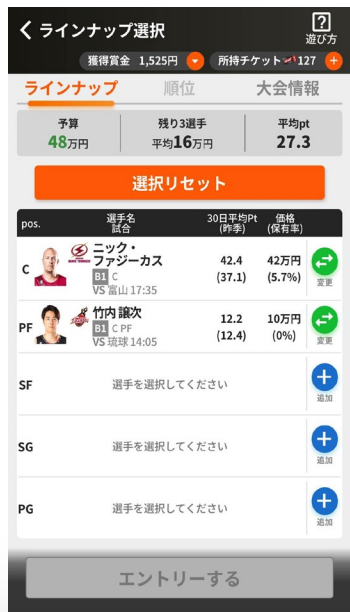 ラインナップ選択
?
遊び方
獲得賞金 1,525円
所持チケット 127
ラインナップ 順位 大会情報
予算 残り3選手 平均pt
48万円 平均16万円 27.3
選択リセット
pos. 選手名 30日平均Pt 価格
試合 (昨季) (保有率)
ニック・
C ファジーカス 42.4 42万円
B1 C (37.1) (5.7%) 変更
VS 富山 17:35
竹内 譲次 12.2 10万円
PF B1 C PF (12.4) (0%) 変更
VS 琉球 14:05
SF 選手を選択してください 追加
SG 選手を選択してください 追加
PG 選手を選択してください 追加
エントリーする